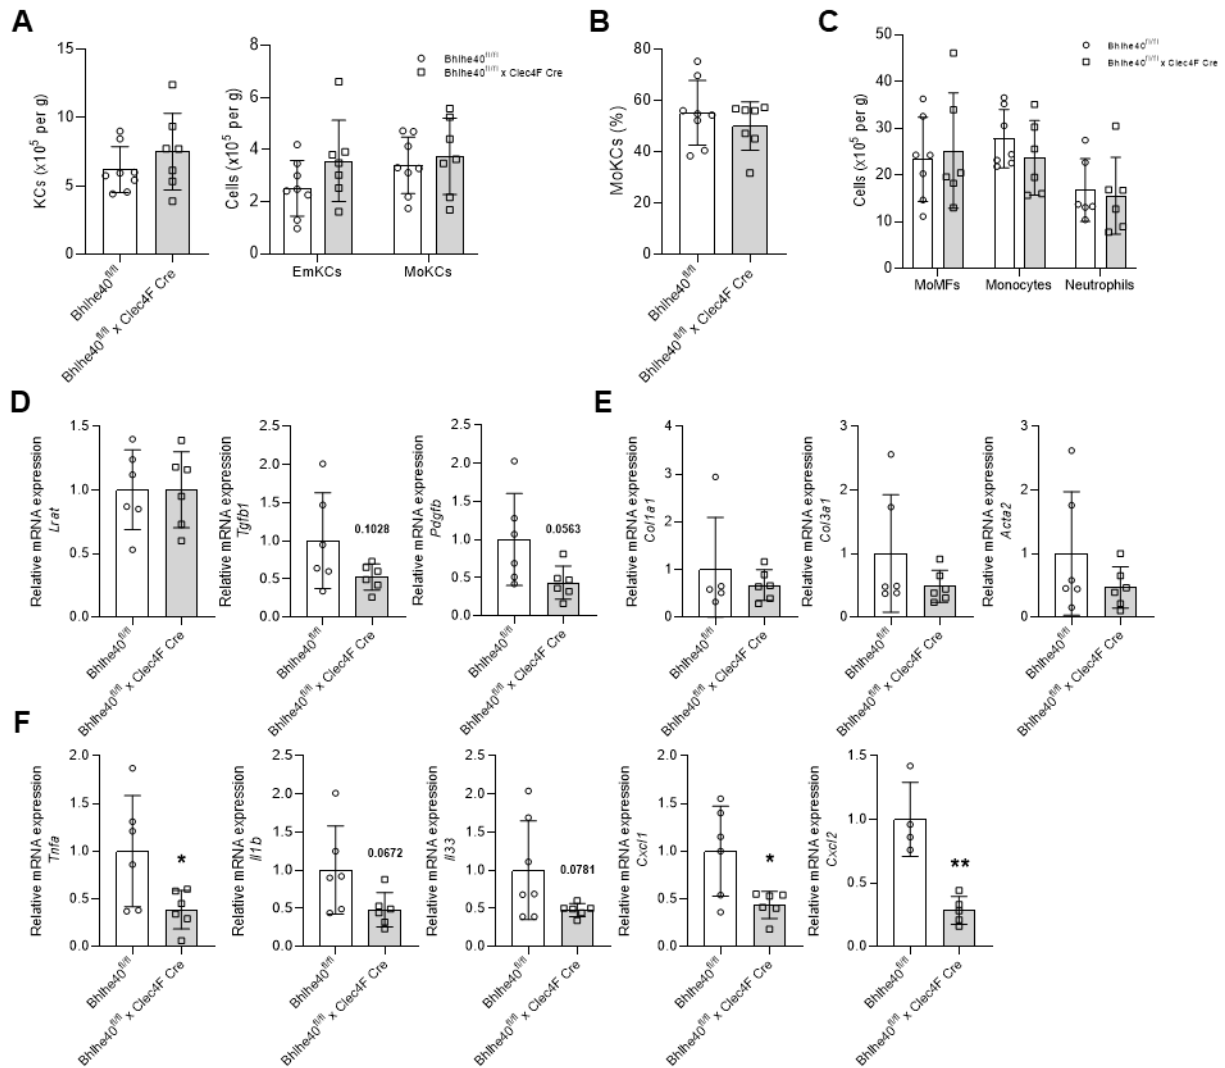 A
KCs (x10⁵ per g)
15
10
5
0
Bhlhe40fl/fl
Bhlhe40fl/fl x Clec4F Cre
Cells (x10⁵ per g)
8
6
4
2
0
EmKCs
MoKCs
Bhlhe40fl/fl
Bhlhe40fl/fl x Clec4F Cre
B
MoKCs (%)
80
60
40
20
0
Bhlhe40fl/fl
Bhlhe40fl/fl x Clec4F Cre
C
Cells (x10⁵ per g)
50
40
30
20
10
0
MoMFs
Monocytes
Neutrophils
Bhlhe40fl/fl
Bhlhe40fl/fl x Clec4F Cre
D
Relative mRNA expression
Lrat
1.5
1.0
0.5
0.0
Bhlhe40fl/fl
Bhlhe40fl/fl x Clec4F Cre
Relative mRNA expression
Tgfb1
2.5
2.0
1.5
1.0
0.5
0.0
0.1028
Bhlhe40fl/fl
Bhlhe40fl/fl x Clec4F Cre
Relative mRNA expression
Pdgfb
2.5
2.0
1.5
1.0
0.5
0.0
0.0563
Bhlhe40fl/fl
Bhlhe40fl/fl x Clec4F Cre
E
Relative mRNA expression
Col1a1
4
3
2
1
0
Bhlhe40fl/fl
Bhlhe40fl/fl x Clec4F Cre
Relative mRNA expression
Col3a1
3
2
1
0
Bhlhe40fl/fl
Bhlhe40fl/fl x Clec4F Cre
Relative mRNA expression
Acta2
3
2
1
0
Bhlhe40fl/fl
Bhlhe40fl/fl x Clec4F Cre
F
Relative mRNA expression
Tnfa
2.0
1.5
1.0
0.5
0.0
*
Bhlhe40fl/fl
Bhlhe40fl/fl x Clec4F Cre
Relative mRNA expression
Il1b
2.5
2.0
1.5
1.0
0.5
0.0
0.0672
Bhlhe40fl/fl
Bhlhe40fl/fl x Clec4F Cre
Relative mRNA expression
Il33
2.5
2.0
1.5
1.0
0.5
0.0
0.0781
Bhlhe40fl/fl
Bhlhe40fl/fl x Clec4F Cre
Relative mRNA expression
Cxcl1
2.0
1.5
1.0
0.5
0.0
*
Bhlhe40fl/fl
Bhlhe40fl/fl x Clec4F Cre
Relative mRNA expression
Cxcl2
1.5
1.0
0.5
0.0
**
Bhlhe40fl/fl
Bhlhe40fl/fl x Clec4F Cre